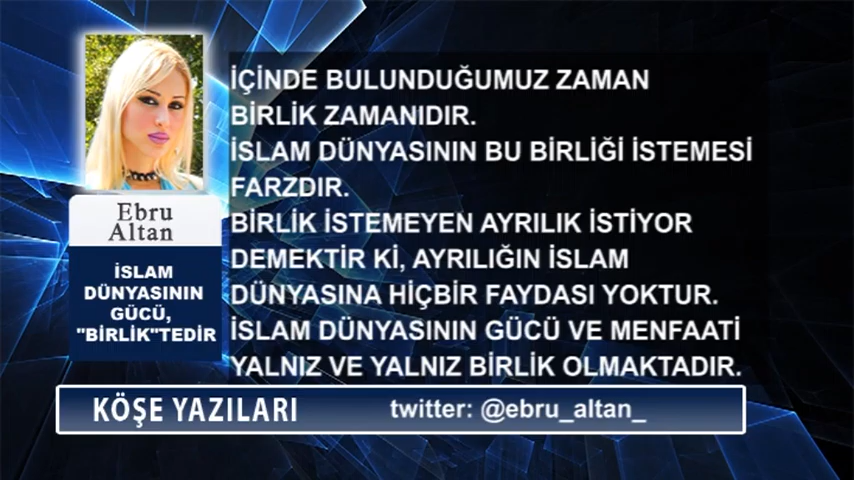 Ebru
Altan
İSLAM
DÜNYASININ
GÜCÜ,
"BİRLİK"TEDİR
İÇİNDE BULUNDUĞUMUZ ZAMAN
BİRLİK ZAMANIDIR.
İSLAM DÜNYASININ BU BİRLİĞİ İSTEMESİ
FARZDIR.
BİRLİK İSTEMEYEN AYRILIK İSTİYOR
DEMEKTİR Kİ, AYRILIĞIN İSLAM
DÜNYASINA HİÇBİR FAYDASI YOKTUR.
İSLAM DÜNYASININ GÜCÜ VE MENFAATİ
YALNIZ VE YALNIZ BİRLİK OLMAKTADIR.
KÖŞE YAZILARI twitter: @ebru_altan_